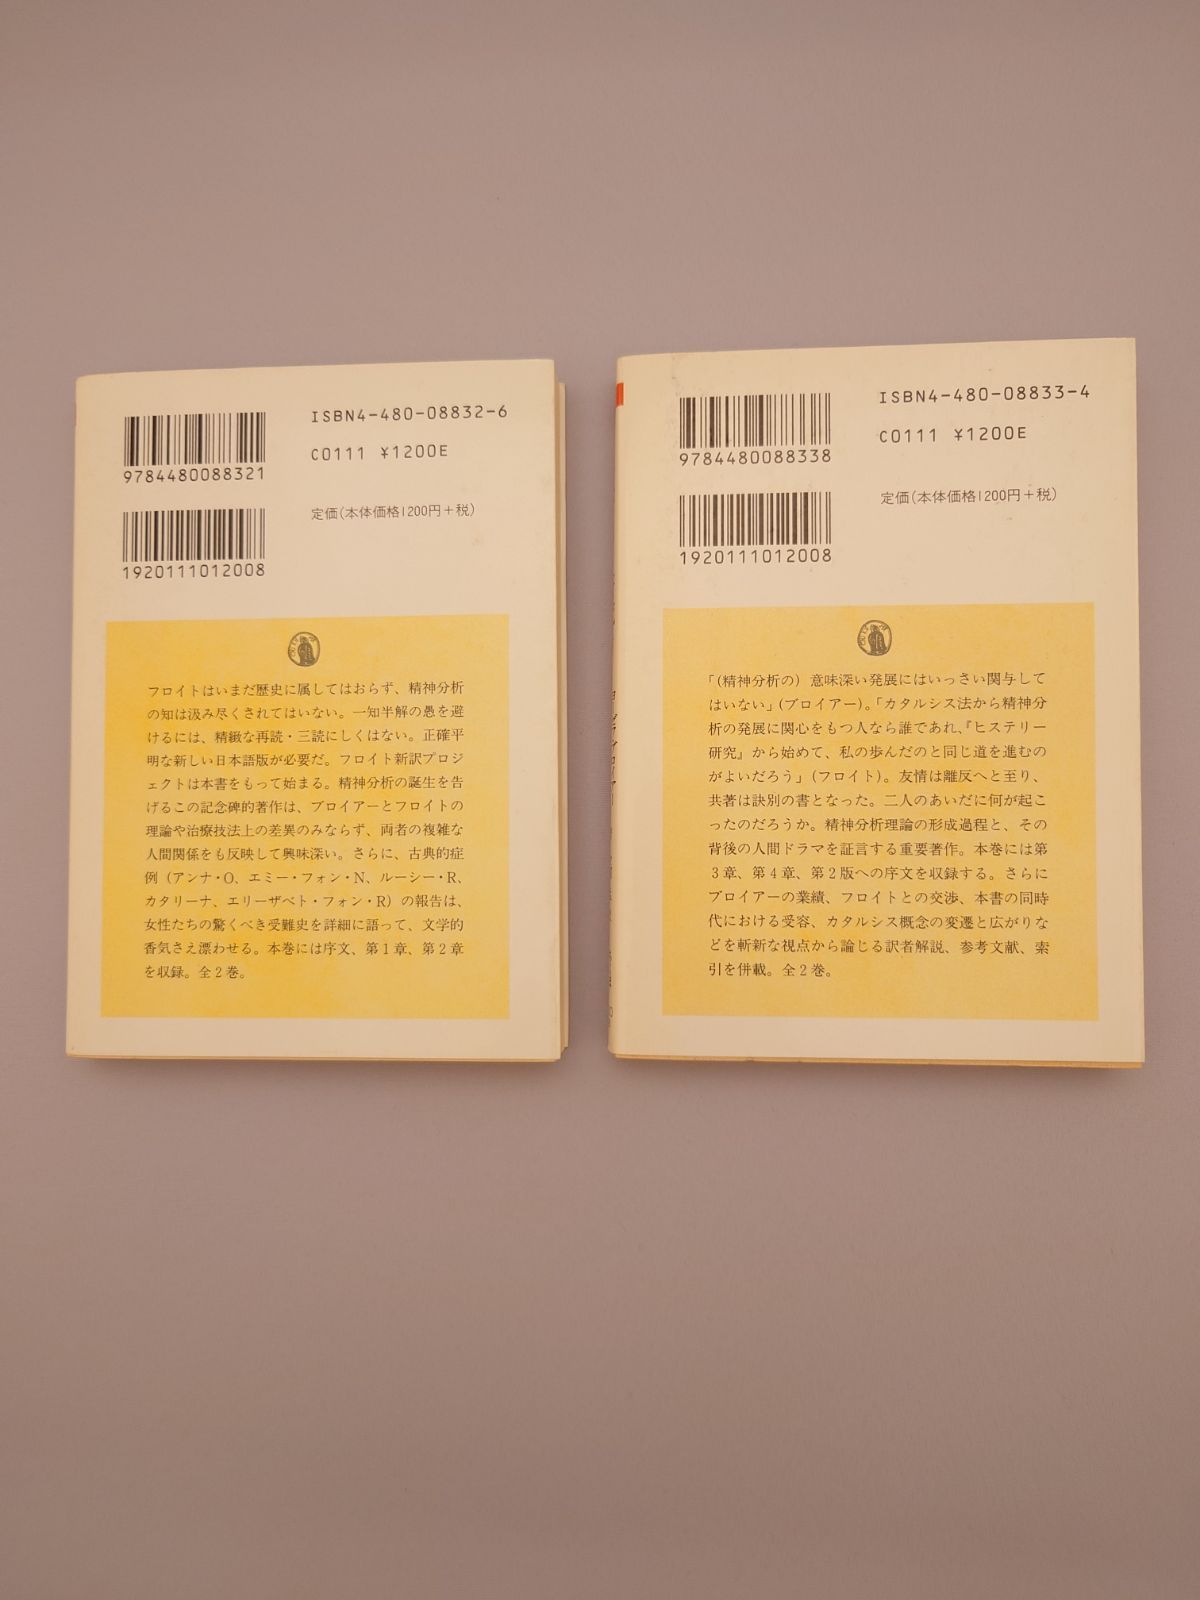 ISBN4-480-08832-6
9784480088321
C0111 ¥1200E
定価(本体価格1200円+税)
1920111012008
フロイトはいまだ歴史に属してはおらず、精神分析
の知は汲み尽くされてはいない。一知半解の愚を避
けるには、精緻な再読・三読にしくはない。正確平
明な新しい日本語版が必要だ。フロイト新訳プロジ
ェクトは本書をもって始まる。精神分析の誕生を告
げるこの記念碑的著作は、ブロイアーとフロイトの
理論や治療技法上の差異のみならず、両者の複雑な
人間関係をも反映して興味深い。さらに、古典的症
例（アンナ・O、エミー・フォン・N、ルーシー・R、
カタリーナ、エリーザベト・フォン・R）の報告は、
女性たちの驚くべき受難史を詳細に語って、文学的
香気さえ漂わせる。本巻には序文、第1章、第2章
を収録。全2巻。
ISBN4-480-08833-4
9784480088338
C0111 ¥1200E
定価(本体価格1200円+税)
1920111012008
「(精神分析の) 意味深い発展にはいっさい関与して
はいない」(ブロイアー)。「カタルシス法から精神分
析の発展に関心をもつ人なら誰であれ、『ヒステリー
研究』から始めて、私の歩んだのと同じ道を進むの
がよいだろう」(フロイト)。友情は離反へと至り、
共著は訣別の書となった。二人のあいだに何が起こ
ったのだろうか。精神分析理論の形成過程と、その
背後の人間ドラマを証言する重要著作。本巻には第
3章、第4章、第2版への序文を収録する。さらに
ブロイアーの業績、フロイトとの交渉、本書の同時
代における受容、カタルシス概念の変遷と広がりな
どを斬新な視点から論じる訳者解説、参考文献、索
引を併載。全2巻。